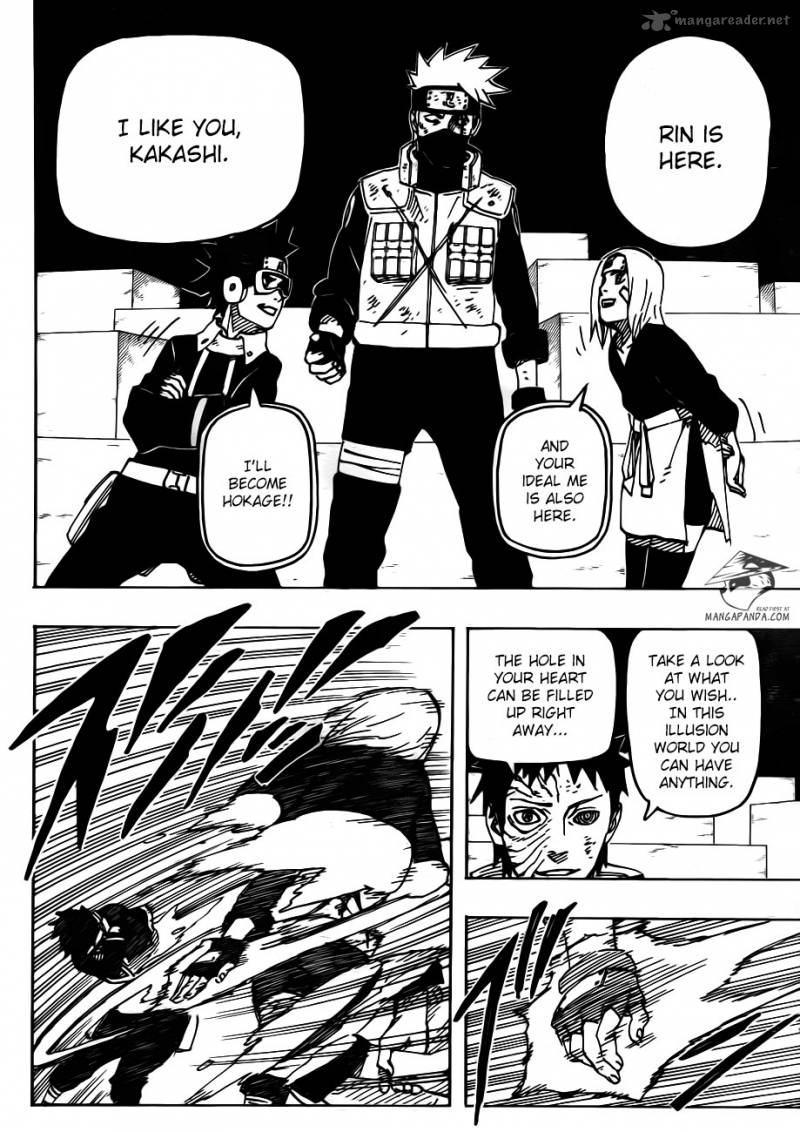 mangareader.net
RIN IS
HERE.
AND
YOUR
IDEAL ME
IS ALSO
HERE.
I LIKE YOU,
KAKASHI.
I'LL
BECOME
HOKAGE!!
READ FIRST AT
MANGAPANDA.COM
TAKE A LOOK
AT WHAT
YOU WISH..
IN THIS
ILLUSION
WORLD YOU
CAN HAVE
ANYTHING.
THE HOLE IN
YOUR HEART
CAN BE FILLED
UP RIGHT
AWAY...